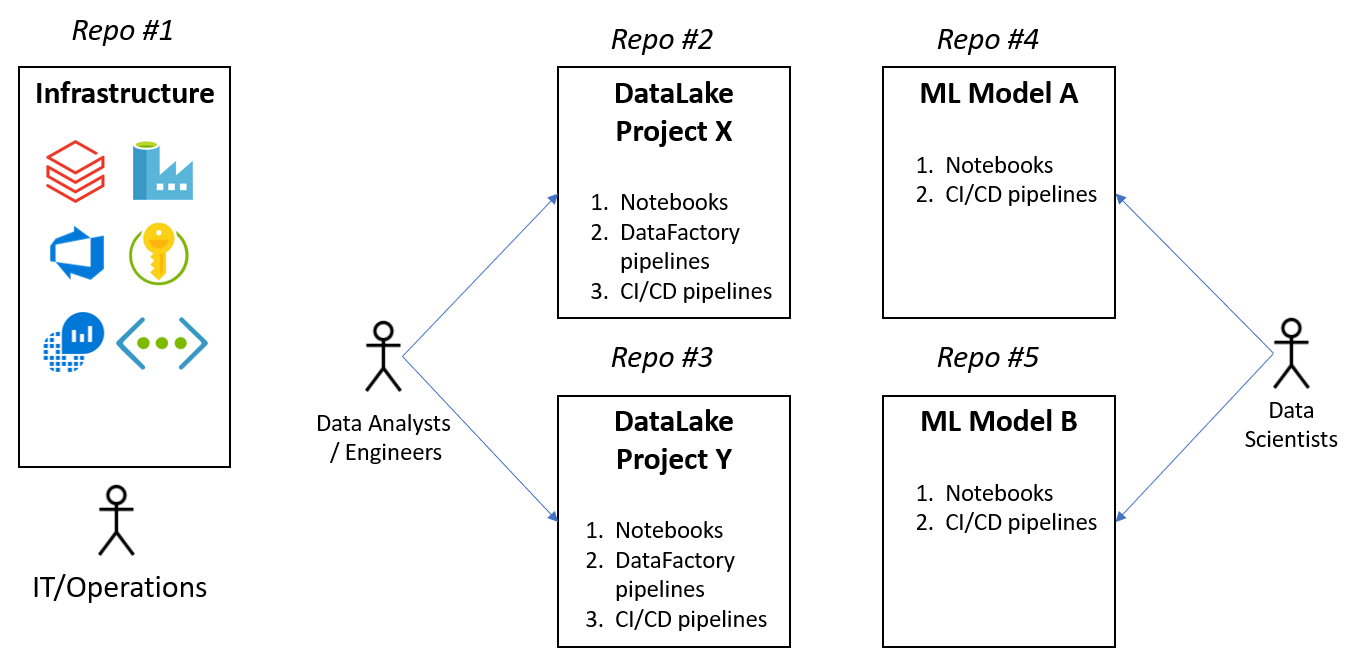 Repo #1
Infrastructure
IT/Operations
Data Analysts
/ Engineers
Repo #2
DataLake
Project X
1. Notebooks
2. DataFactory
pipelines
3. CI/CD pipelines
Repo #3
DataLake
Project Y
1. Notebooks
2. DataFactory
pipelines
3. CI/CD pipelines
Repo #4
ML Model A
1. Notebooks
2. CI/CD pipelines
Repo #5
ML Model B
1. Notebooks
2. CI/CD pipelines
Data
Scientists